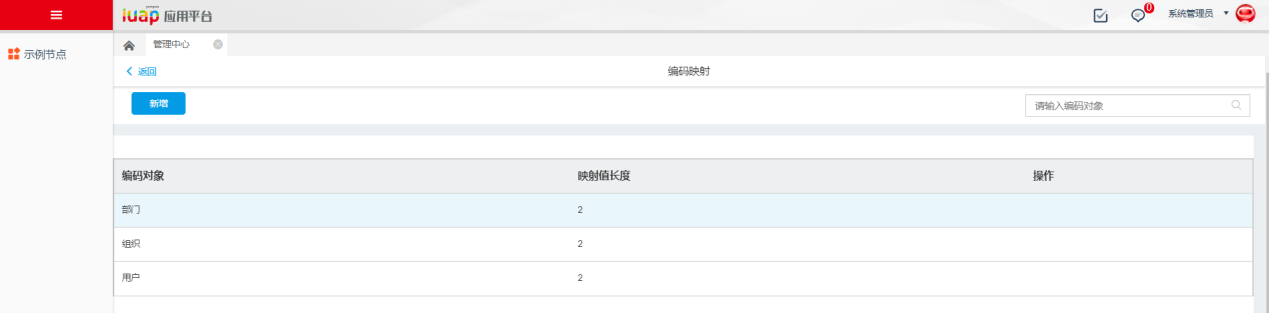 iuap 应用平台
0
系统管理员
示例节点
管理中心
返回
编码映射
新增
请输入编码对象
编码对象 映射值长度 操作
部门 2
组织 2
用户 2